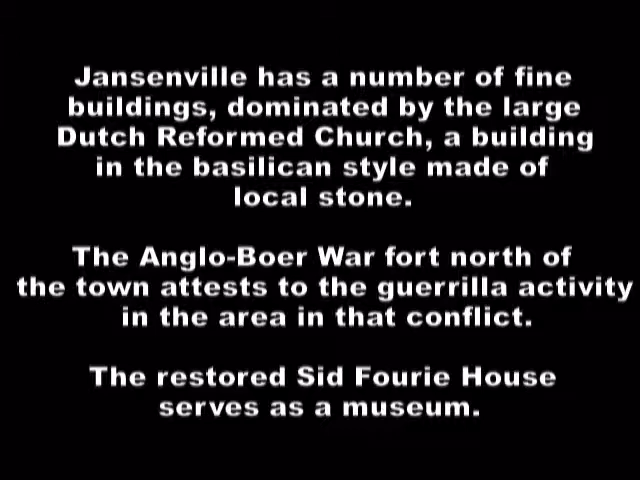 Jansenville has a number of fine
buildings, dominated by the large
Dutch Reformed Church, a building
in the basilican style made of
local stone.
The Anglo-Boer War fort north of
the town attests to the guerrilla activity
in the area in that conflict.
The restored Sid Fourie House
serves as a museum.